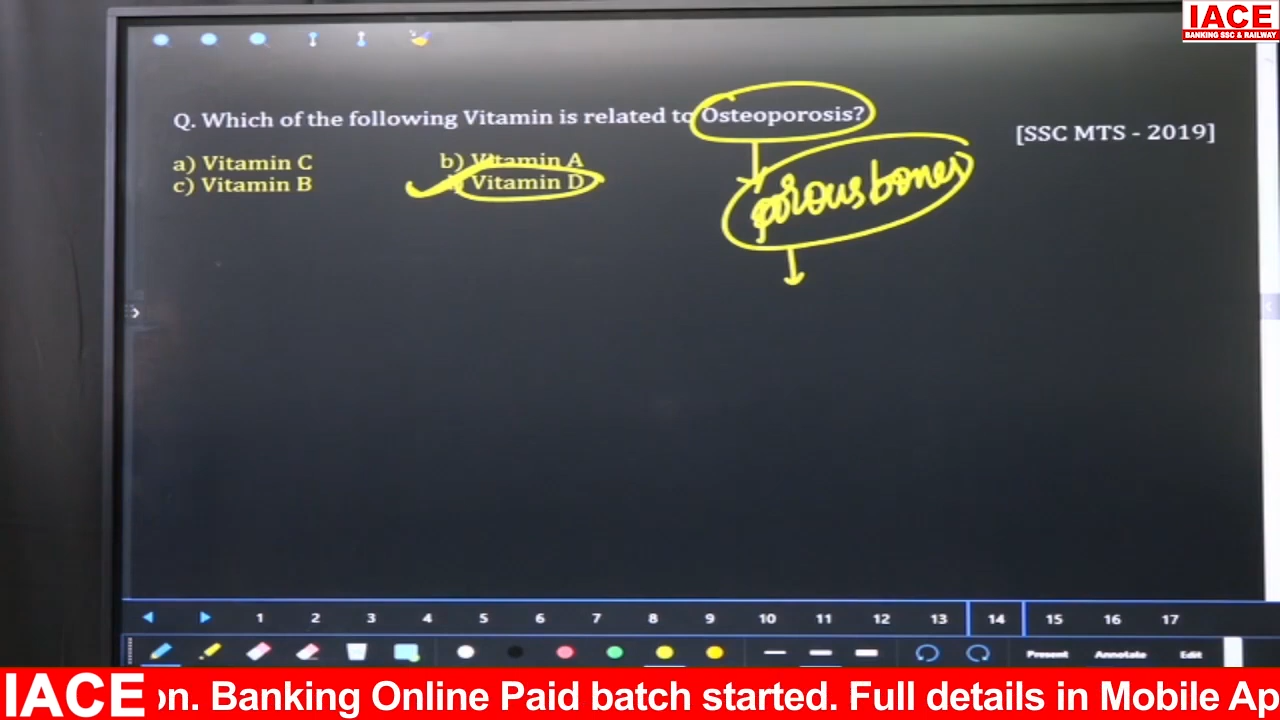 IACE
BANKING SSC & RAILWAY
Q. Which of the following Vitamin is related to Osteoporosis?
[SSC MTS - 2019]
a) Vitamin C
b) Vitamin A
c) Vitamin B
Vitamin D
porous bones
1 2 3 4 5 6 7 8 9 10 11 12 13 14 15 16 17
Present Annotate Edit
IACE on. Banking Online Paid batch started. Full details in Mobile Ap